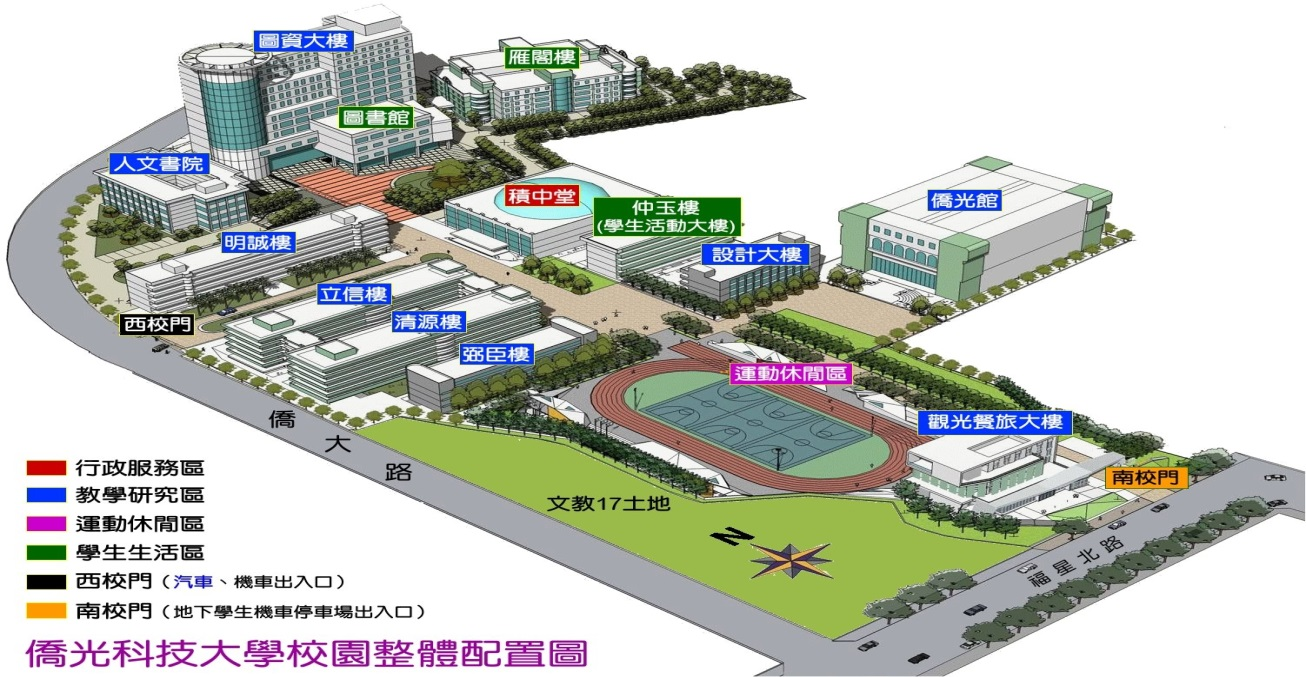 圖資大樓
雁閣樓
圖書館
人文書院
積中堂
仲玉樓
(學生活動大樓)
僑光館
明誠樓
設計大樓
立信樓
西校門
清源樓
弼臣樓
運動休閒區
僑大路
觀光餐旅大樓
行政服務區
教學研究區
文教17土地
南校門
運動休閒區
N
學生生活區
福星北路
西校門（汽車、機車出入口）
南校門（地下學生機車停車場出入口）
僑光科技大學校園整體配置圖